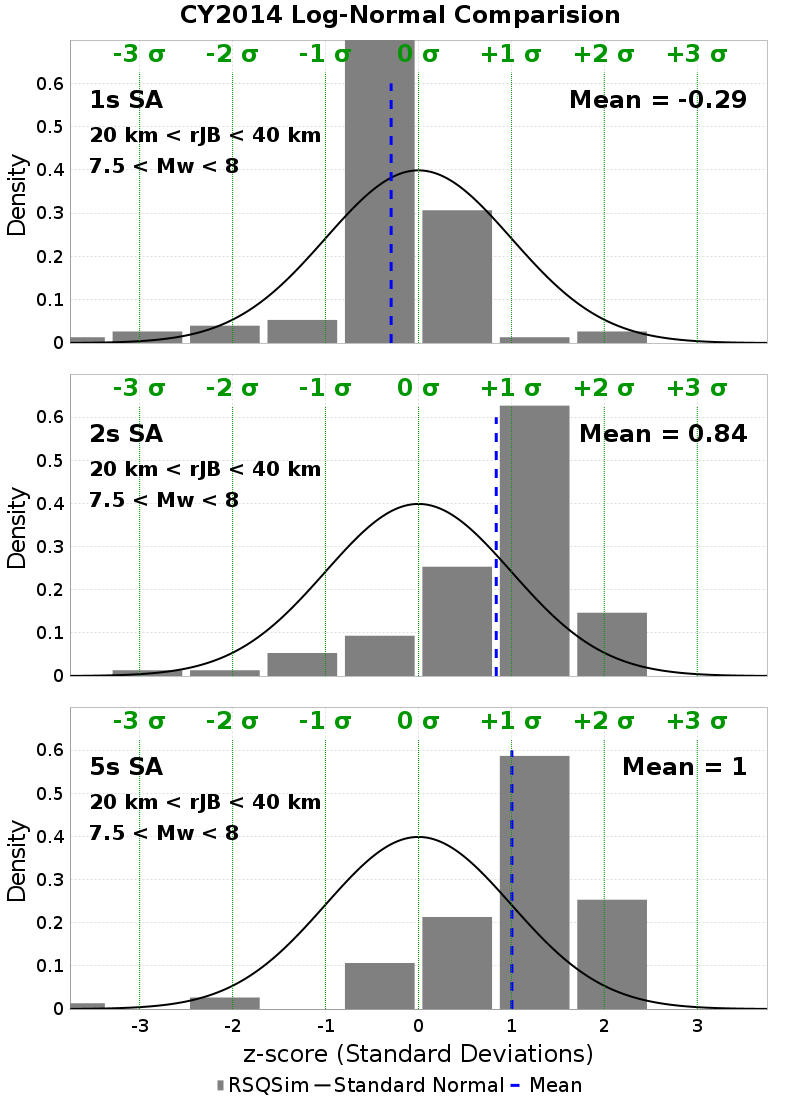 CY2014 Log-Normal Comparision
-3 σ -2 σ -1 σ 0 σ +1 σ +2 σ +3 σ
1s SA
Mean = -0.29
20 km < rJB < 40 km
7.5 < Mw < 8
Density
0.6
0.5
0.4
0.3
0.2
0.1
0
-3 σ -2 σ -1 σ 0 σ +1 σ +2 σ +3 σ
2s SA
Mean = 0.84
20 km < rJB < 40 km
7.5 < Mw < 8
Density
0.6
0.5
0.4
0.3
0.2
0.1
0
-3 σ -2 σ -1 σ 0 σ +1 σ +2 σ +3 σ
5s SA
Mean = 1
20 km < rJB < 40 km
7.5 < Mw < 8
Density
0.6
0.5
0.4
0.3
0.2
0.1
0
-3 -2 -1 0 1 2 3
z-score (Standard Deviations)
RSQSim Standard Normal Mean